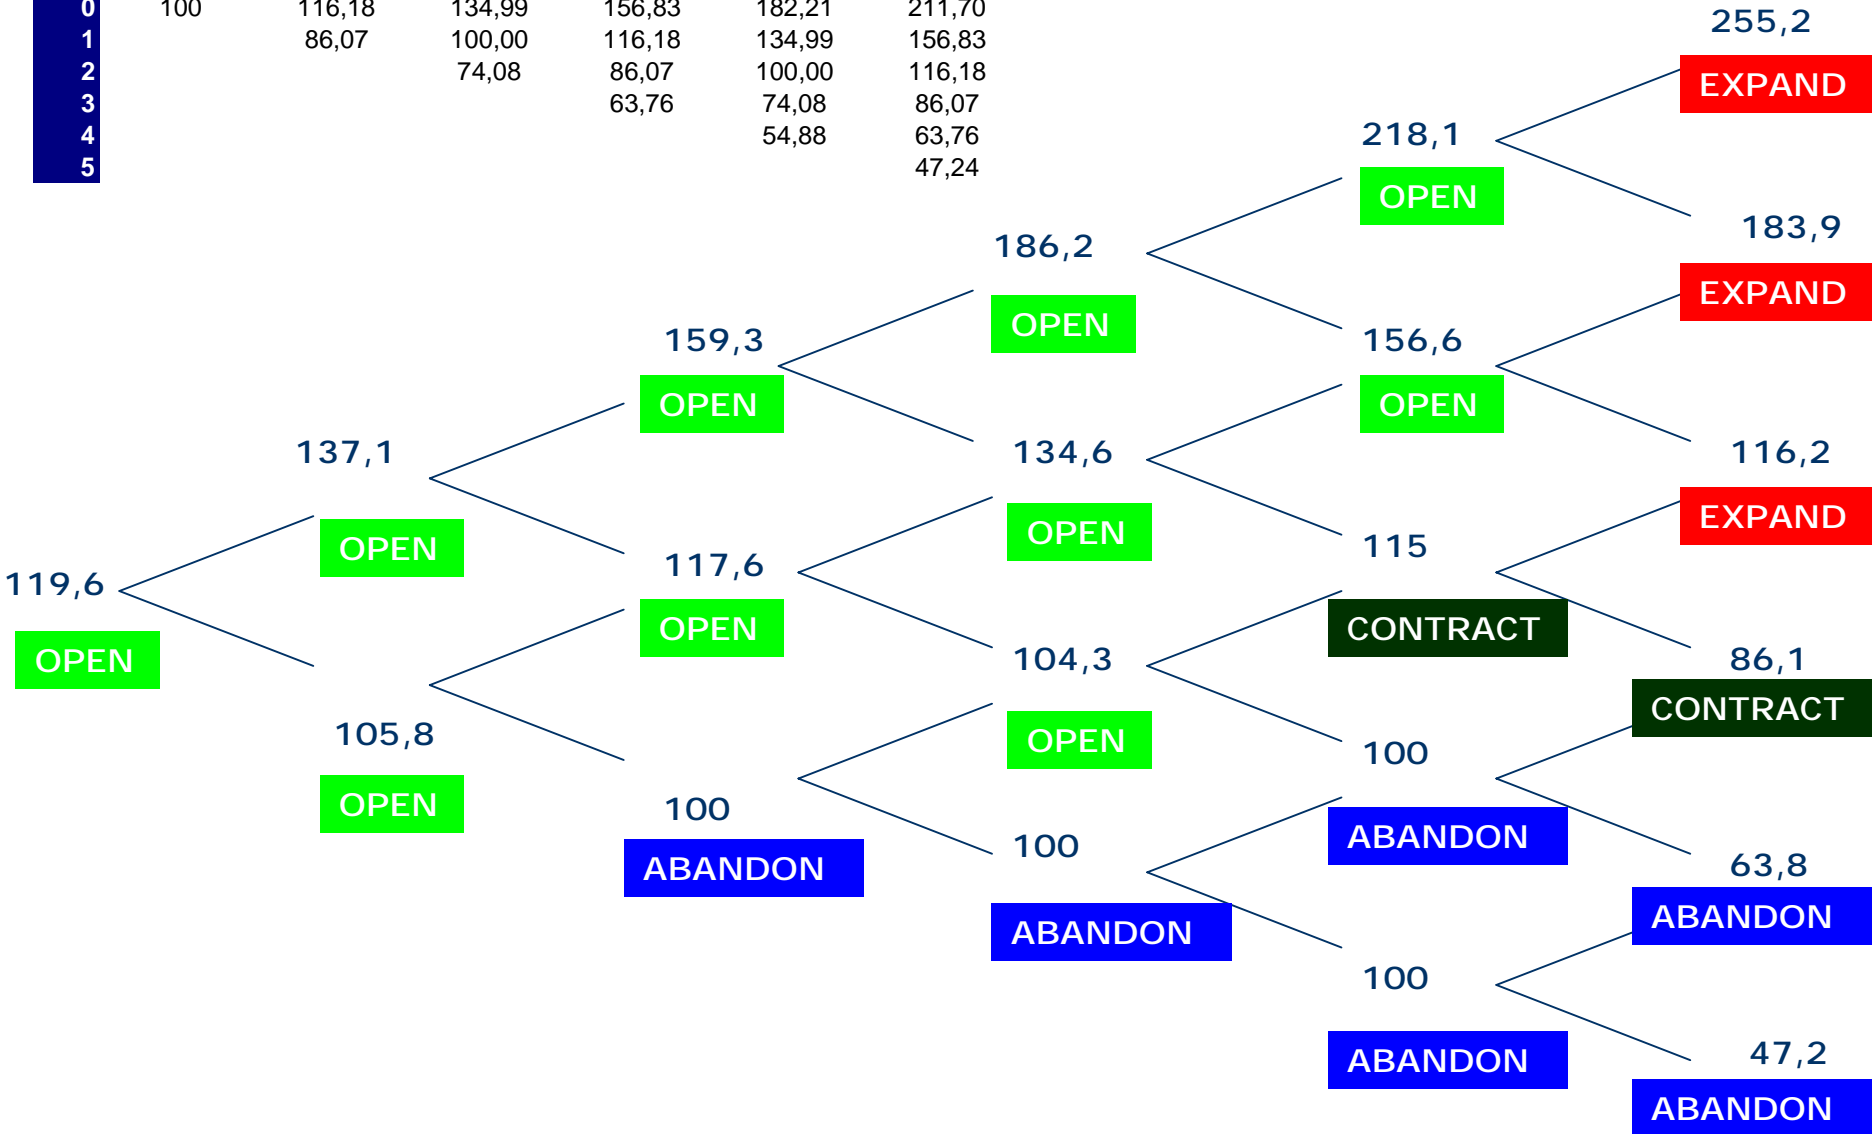 0 100 116,18 134,99 156,83 182,21 211,70
1 86,07 100,00 116,18 134,99 156,83
2 74,08 86,07 100,00 116,18
3 63,76 74,08 86,07
4 54,88 63,76
5 47,24
255,2
EXPAND
218,1
OPEN
183,9
EXPAND
186,2
OPEN
159,3
OPEN
156,6
OPEN
137,1
OPEN
134,6
OPEN
116,2
EXPAND
119,6
OPEN
117,6
OPEN
115
CONTRACT
104,3
OPEN
86,1
CONTRACT
105,8
OPEN
100
ABANDON
100
ABANDON
100
ABANDON
63,8
ABANDON
100
ABANDON
47,2
ABANDON